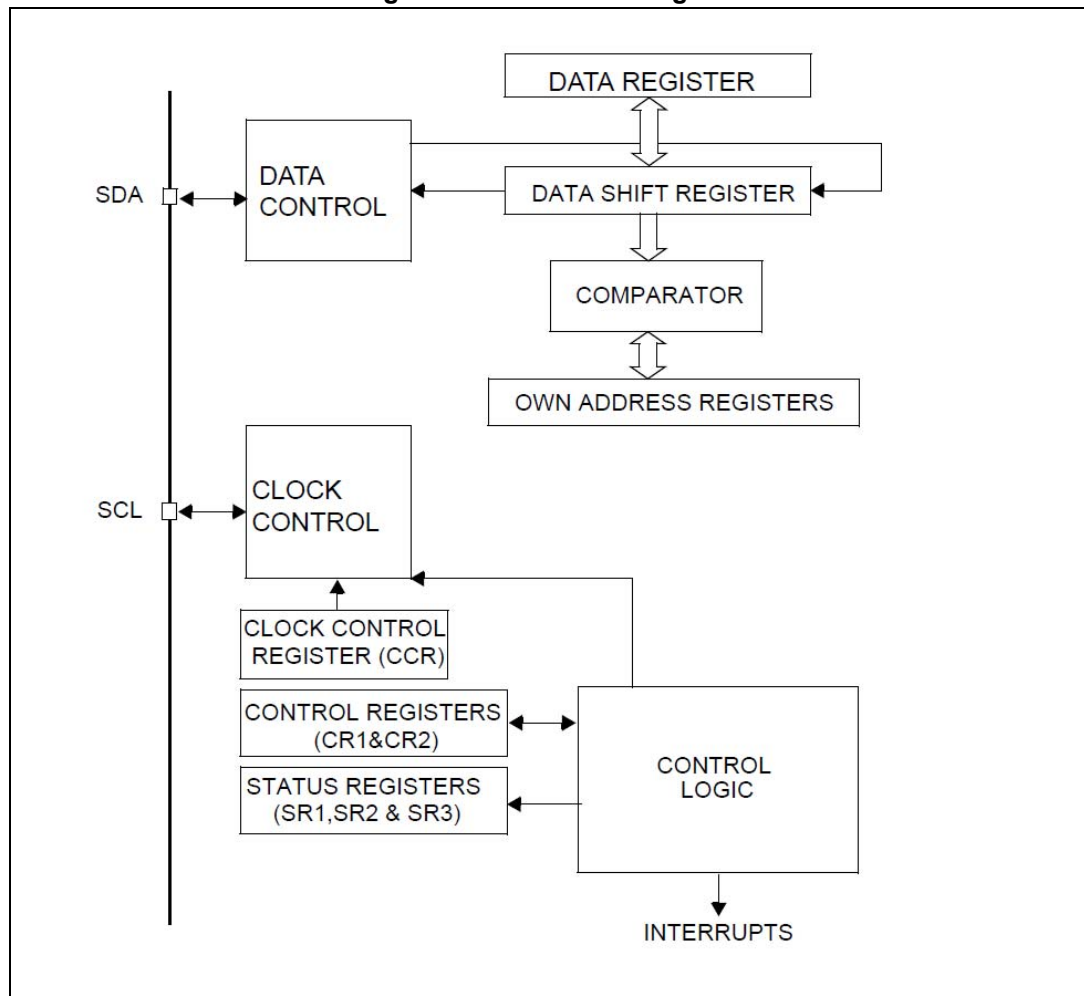 DATA REGISTER
DATA
CONTROL
SDA
DATA SHIFT REGISTER
COMPARATOR
OWN ADDRESS REGISTERS
CLOCK
CONTROL
SCL
CLOCK CONTROL
REGISTER (CCR)
CONTROL REGISTERS
(CR1&CR2)
STATUS REGISTERS
(SR1,SR2 & SR3)
CONTROL
LOGIC
INTERRUPTS